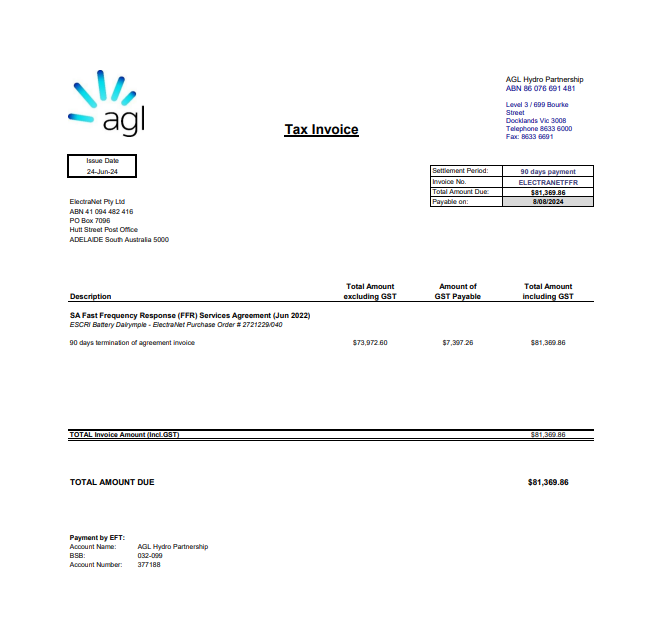 agl
Tax Invoice
AGL Hydro Partnership
ABN 86 076 691 481
Level 3 / 699 Bourke
Street
Docklands Vic 3008
Telephone 8633 6000
Fax: 8633 6691
Issue Date
24-Jun-24
Settlement Period: 90 days payment
Invoice No. ELECTRANETFFR
Total Amount Due: $81,369.86
Payable on: 8/08/2024
ElectraNet Pty Ltd
ABN 41 094 482 416
PO Box 7096
Hutt Street Post Office
ADELAIDE South Australia 5000
Description Total Amount excluding GST Amount of GST Payable Total Amount including GST
SA Fast Frequency Response (FFR) Services Agreement (Jun 2022)
ESCRI Battery Dalrymple - ElectraNet Purchase Order # 2721229/040
90 days termination of agreement invoice $73,972.60 $7,397.26 $81,369.86
TOTAL Invoice Amount (Incl.GST) $81,369.86
TOTAL AMOUNT DUE $81,369.86
Payment by EFT:
Account Name: AGL Hydro Partnership
BSB: 032-099
Account Number: 377188